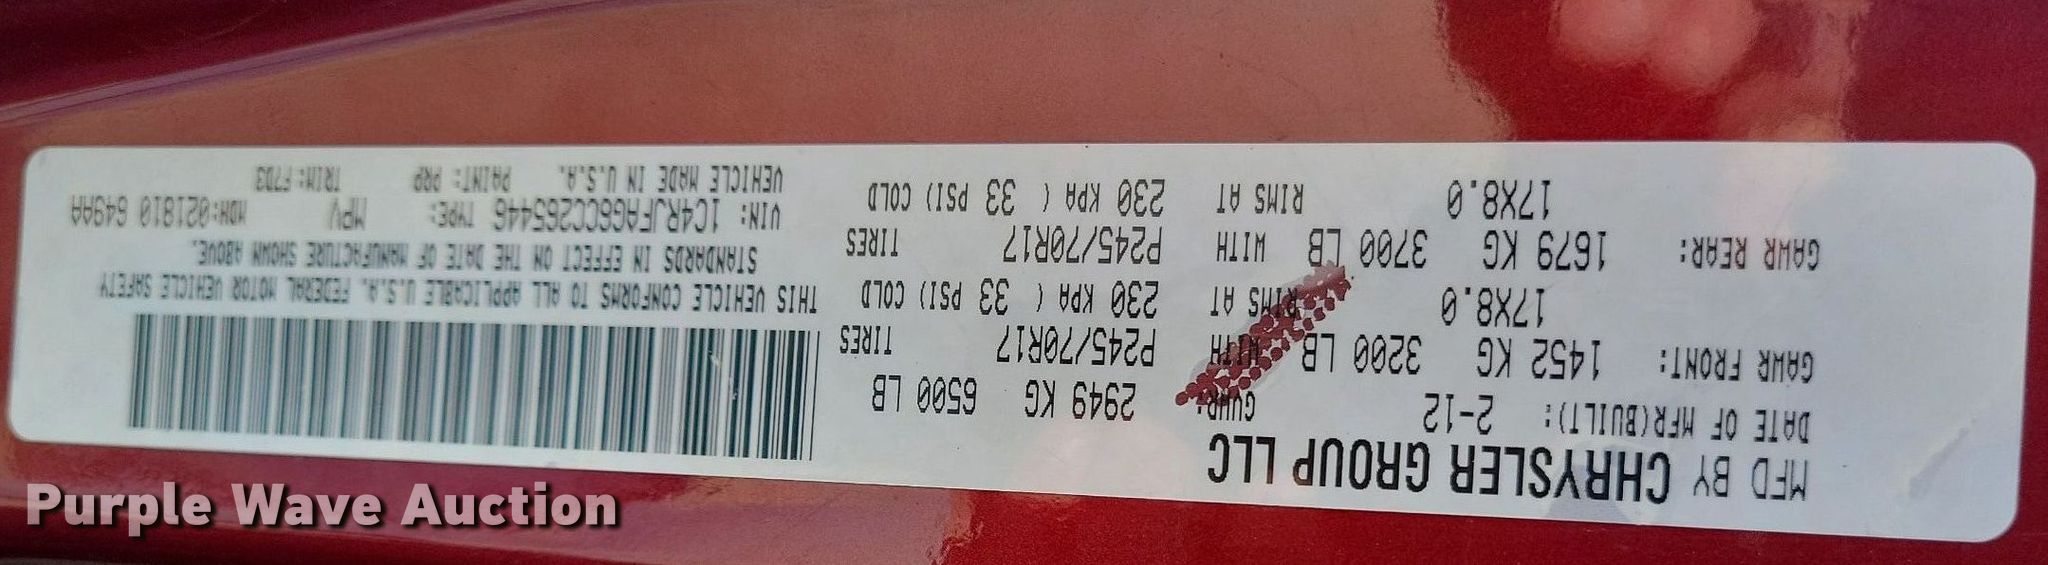 MFD BY CHRYSLER GROUP LLC
DATE OF MFR(BUILT): 2-12 GVWR: 2949 KG 6500 LB
GAWR FRONT: 1452 KG 3200 LB WITH P245/70R17 TIRES
17X8.0 RIMS AT 230 KPA ( 33 PSI) COLD
GAWR REAR: 1679 KG 3700 LB WITH P245/70R17 TIRES
17X8.0 RIMS AT 230 KPA ( 33 PSI) COLD
THIS VEHICLE CONFORMS TO ALL APPLICABLE U.S.A. FEDERAL MOTOR VEHICLE SAFETY
STANDARDS IN EFFECT ON THE DATE OF MANUFACTURE SHOWN ABOVE.
VIN: 1C4RJFAG6CC265446 TYPE: MPV MDH:021810 649AA
VEHICLE MADE IN U.S.A. PAINT: PRP TRIM:F7D3
Purple Wave Auction